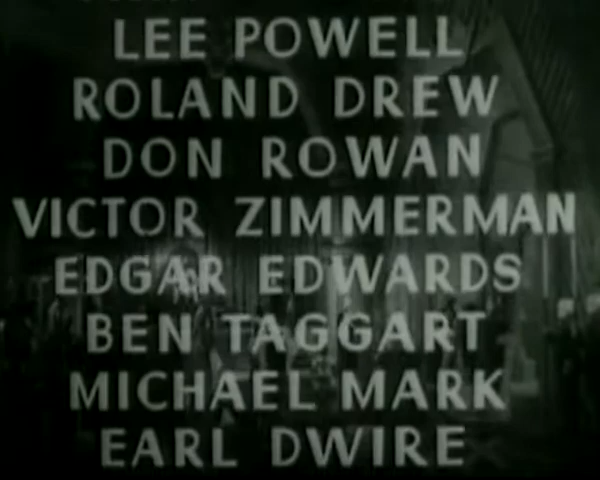 LEE POWELL
ROLAND DREW
DON ROWAN
VICTOR ZIMMERMAN
EDGAR EDWARDS
BEN TAGGART
MICHAEL MARK
EARL DWIRE